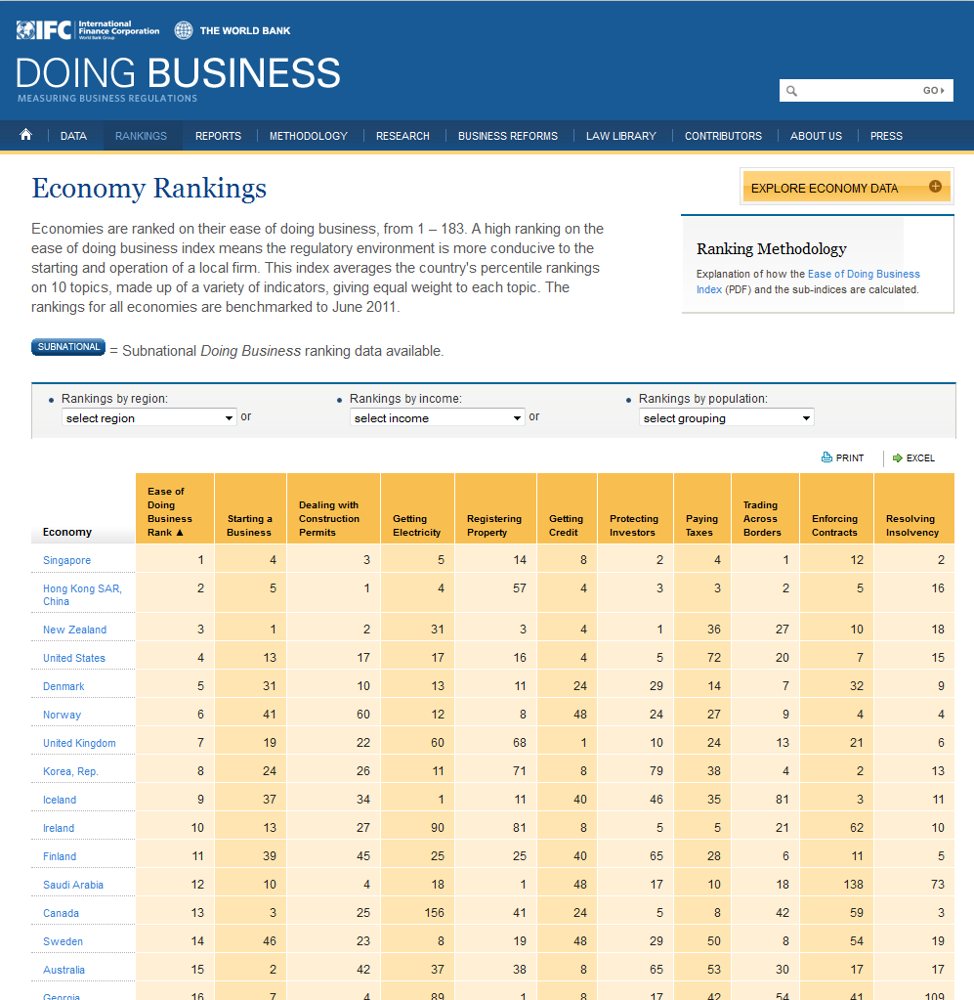 IFC International Finance Corporation World Bank Group THE WORLD BANK
DOING BUSINESS
MEASURING BUSINESS REGULATIONS
GO
DATA RANKINGS REPORTS METHODOLOGY RESEARCH BUSINESS REFORMS LAW LIBRARY CONTRIBUTORS ABOUT US PRESS
Economy Rankings
EXPLORE ECONOMY DATA
Economies are ranked on their ease of doing business, from 1 – 183. A high ranking on the
ease of doing business index means the regulatory environment is more conducive to the
starting and operation of a local firm. This index averages the country's percentile rankings
on 10 topics, made up of a variety of indicators, giving equal weight to each topic. The
rankings for all economies are benchmarked to June 2011.
Ranking Methodology
Explanation of how the Ease of Doing Business
Index (PDF) and the sub-indices are calculated.
SUBNATIONAL = Subnational Doing Business ranking data available.
• Rankings by region: • Rankings by income: • Rankings by population:
select region or select income or select grouping
PRINT EXCEL
Economy Ease of Doing Business Rank ▲ Starting a Business Dealing with Construction Permits Getting Electricity Registering Property Getting Credit Protecting Investors Paying Taxes Trading Across Borders Enforcing Contracts Resolving Insolvency
Singapore 1 4 3 5 14 8 2 4 1 12 2
Hong Kong SAR, China 2 5 1 4 57 4 3 3 2 5 16
New Zealand 3 1 2 31 3 4 1 36 27 10 18
United States 4 13 17 17 16 4 5 72 20 7 15
Denmark 5 31 10 13 11 24 29 14 7 32 9
Norway 6 41 60 12 8 48 24 27 9 4 4
United Kingdom 7 19 22 60 68 1 10 24 13 21 6
Korea, Rep. 8 24 26 11 71 8 79 38 4 2 13
Iceland 9 37 34 1 11 40 46 35 81 3 11
Ireland 10 13 27 90 81 8 5 5 21 62 10
Finland 11 39 45 25 25 40 65 28 6 11 5
Saudi Arabia 12 10 4 18 1 48 17 10 18 138 73
Canada 13 3 25 156 41 24 5 8 42 59 3
Sweden 14 46 23 8 19 48 29 50 8 54 19
Australia 15 2 42 37 38 8 65 53 30 17 17
Georgia 16 7 4 89 1 8 17 42 54 41 109